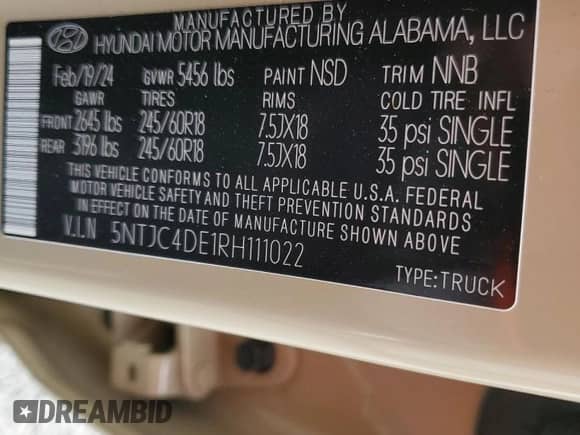 MANUFACTURED BY
HYUNDAI MOTOR MANUFACTURING ALABAMA, LLC
Feb/19/24 GVWR 5456 lbs PAINT NSD TRIM NNB
GAWR TIRES RIMS COLD TIRE INFL
FRONT 2645 lbs 245/60R18 7.5JX18 35 psi SINGLE
REAR 3196 lbs 245/60R18 7.5JX18 35 psi SINGLE
THIS VEHICLE CONFORMS TO ALL APPLICABLE U.S.A. FEDERAL
MOTOR VEHICLE SAFETY AND THEFT PREVENTION STANDARDS
IN EFFECT ON THE DATE OF MANUFACTURE SHOWN ABOVE
V.I.N 5NTJC4DE1RH111022
TYPE:TRUCK
DREAMBID